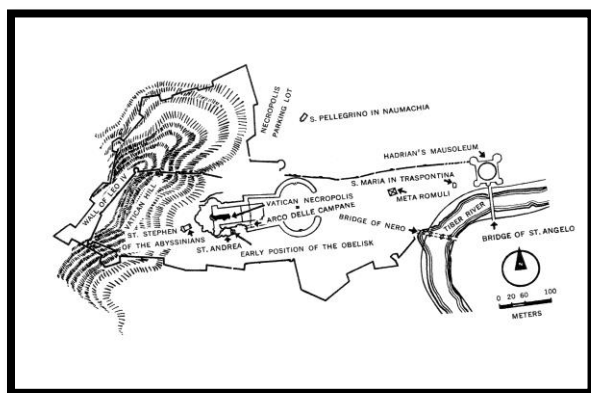 NECROPOLIS
PARKING LOT
S. PELLEGRINO IN NAUMACHIA
HADRIAN'S MAUSOLEUM
S. MARIA IN TRASPONTINA
META ROMULI
WALL OF LEO IV
VATICAN HILL
VATICAN NECROPOLIS
ARCO DELLE CAMPANE
ST. STEPHEN
OF THE ABYSSINIANS
ST. ANDREA
EARLY POSITION OF THE OBELISK
BRIDGE OF NERO
TIBER RIVER
BRIDGE OF ST. ANGELO
0 20 60 100
METERS